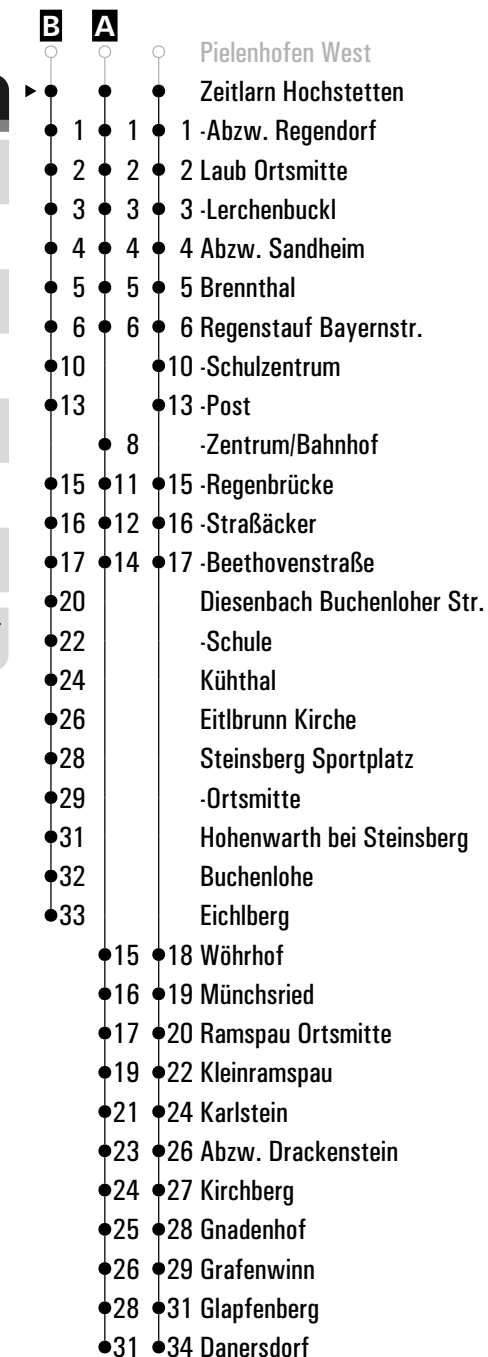 B A
Pielenhofen West
Zeitlarn Hochstetten
1 1 1 -Abzw. Regendorf
2 2 2 Laub Ortsmitte
3 3 3 -Lerchenbuckl
4 4 4 Abzw. Sandheim
5 5 5 Brennthal
6 6 6 Regenstauf Bayernstr.
10 10 -Schulzentrum
13 13 -Post
8 -Zentrum/Bahnhof
15 11 15 -Regenbrücke
16 12 16 -Straßäcker
17 14 17 -Beethovenstraße
20 Diesenbach Buchenloher Str.
22 -Schule
24 Kühthal
26 Eitlbrunn Kirche
28 Steinsberg Sportplatz
29 -Ortsmitte
31 Hohenwarth bei Steinsberg
32 Buchenlohe
33 Eichlberg
15 18 Wöhrhof
16 19 Münchsried
17 20 Ramspau Ortsmitte
19 22 Kleinramspau
21 24 Karlstein
23 26 Abzw. Drackenstein
24 27 Kirchberg
25 28 Gnadenhof
26 29 Grafenwinn
28 31 Glapfenberg
31 34 Danersdorf